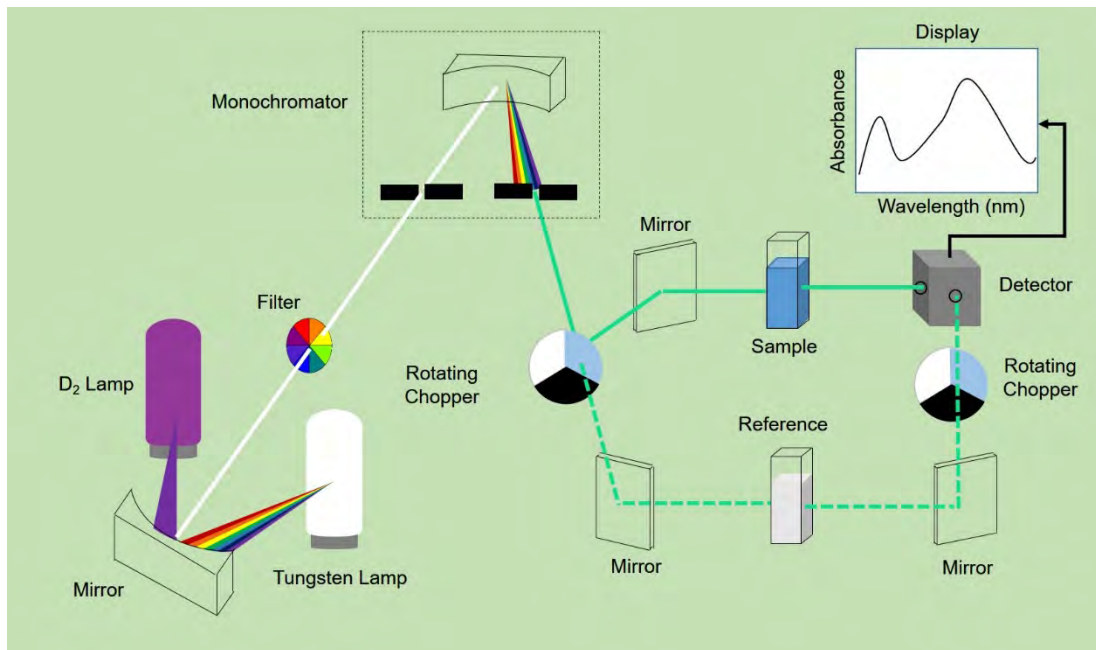 Display
Monochromator
Absorbance
Wavelength (nm)
Mirror
Filter
Detector
Sample
D₂ Lamp
Rotating
Chopper
Rotating
Chopper
Reference
Mirror
Tungsten Lamp
Mirror
Mirror